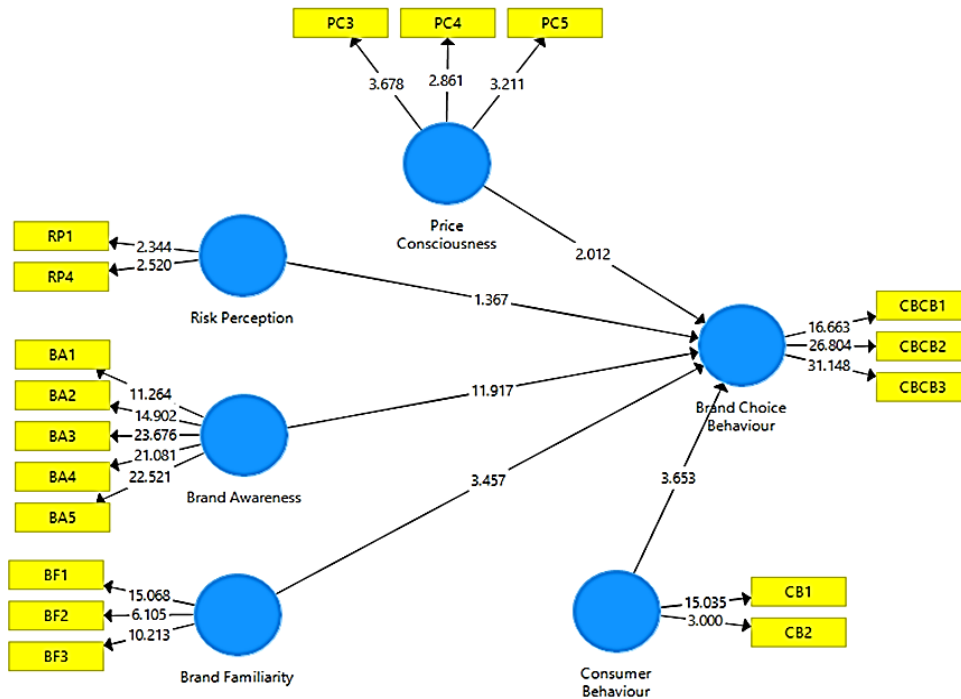 PC3
PC4
PC5
3.678
2.861
3.211
Price
Consciousness
2.012
RP1
RP4
2.344
2.520
Risk Perception
1.367
BA1
BA2
BA3
BA4
BA5
11.264
14.902
23.676
21.081
22.521
Brand Awareness
11.917
CBCB1
CBCB2
CBCB3
16.663
26.804
31.148
Brand Choice
Behaviour
BF1
BF2
BF3
15.068
6.105
10.213
Brand Familiarity
3.457
3.653
CB1
CB2
15.035
3.000
Consumer
Behaviour